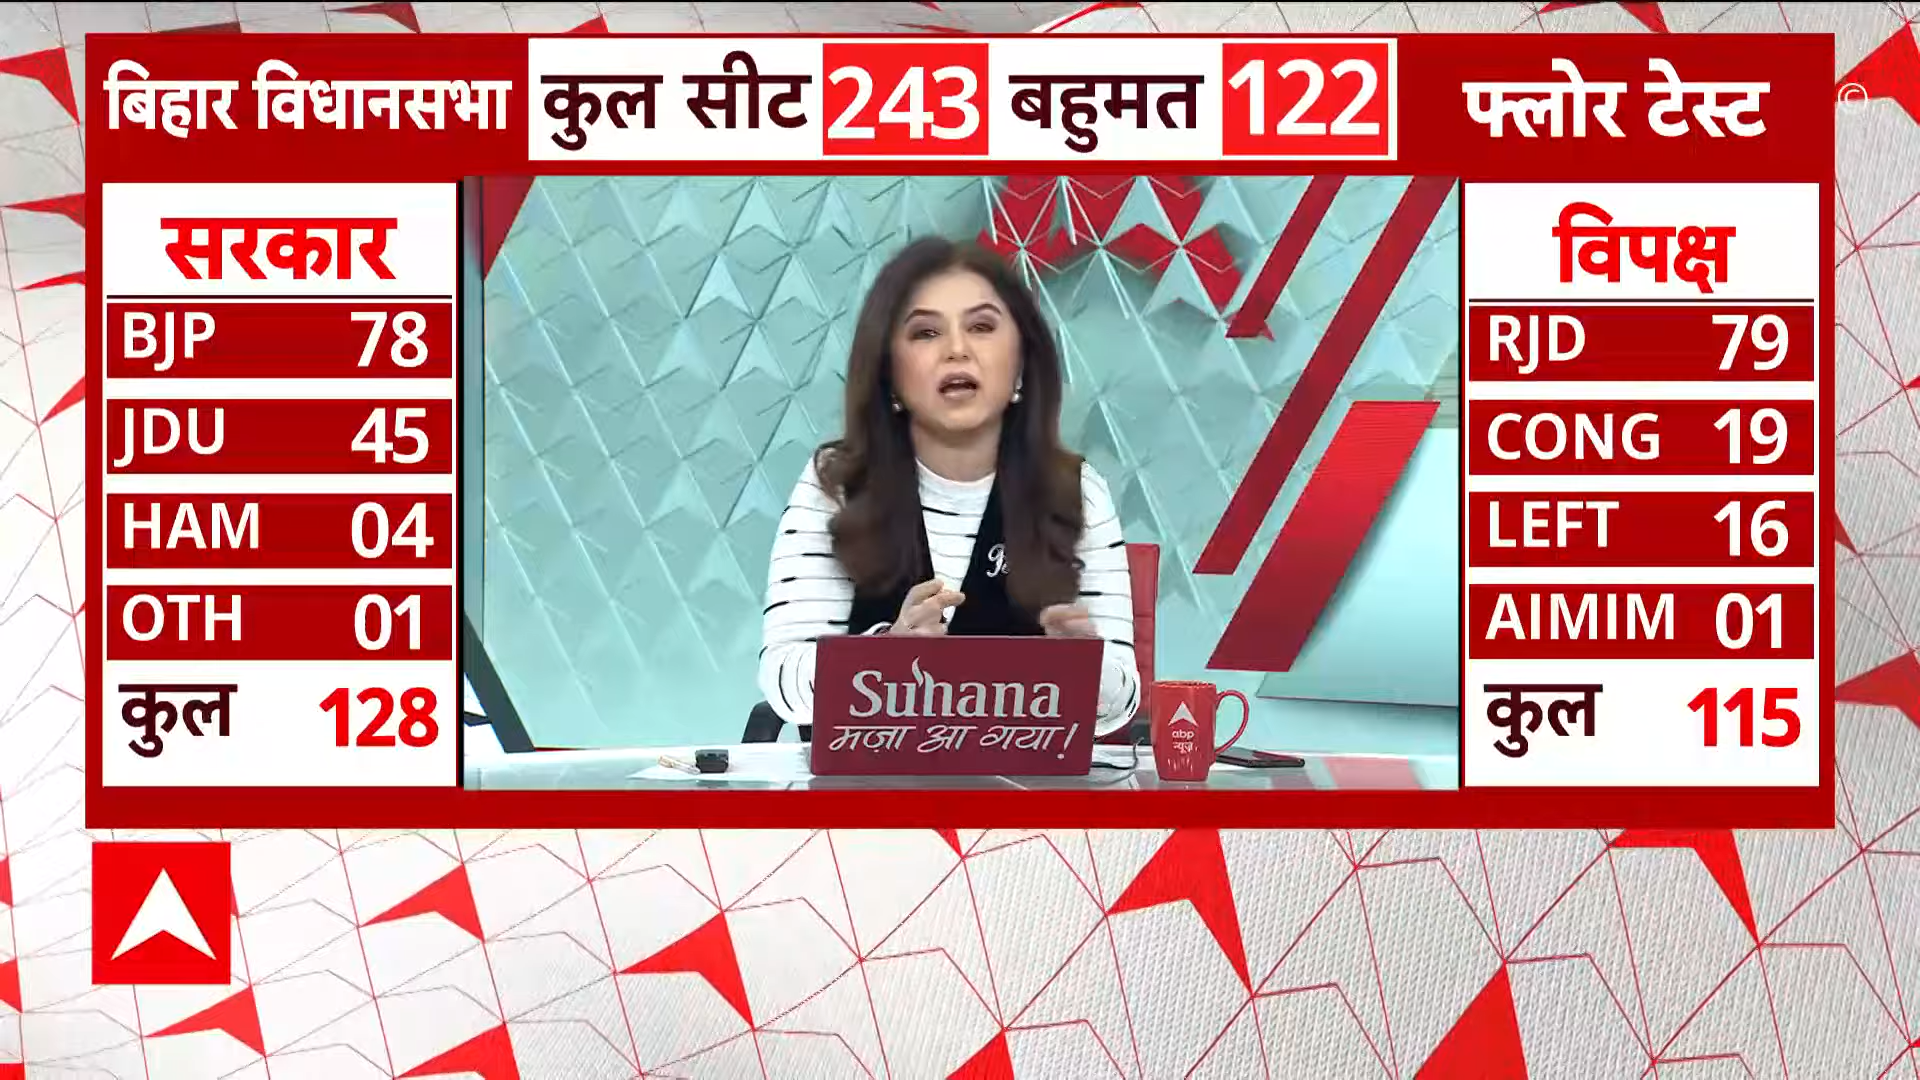 बिहार विधानसभा कुल सीट 243 बहुमत 122 फ्लोर टेस्ट
©
सरकार
BJP 78
JDU 45
HAM 04
OTH 01
कुल 128
विपक्ष
RJD 79
CONG 19
LEFT 16
AIMIM 01
कुल 115
Suhana
मज़ा आ गया!
abp
न्यूज़